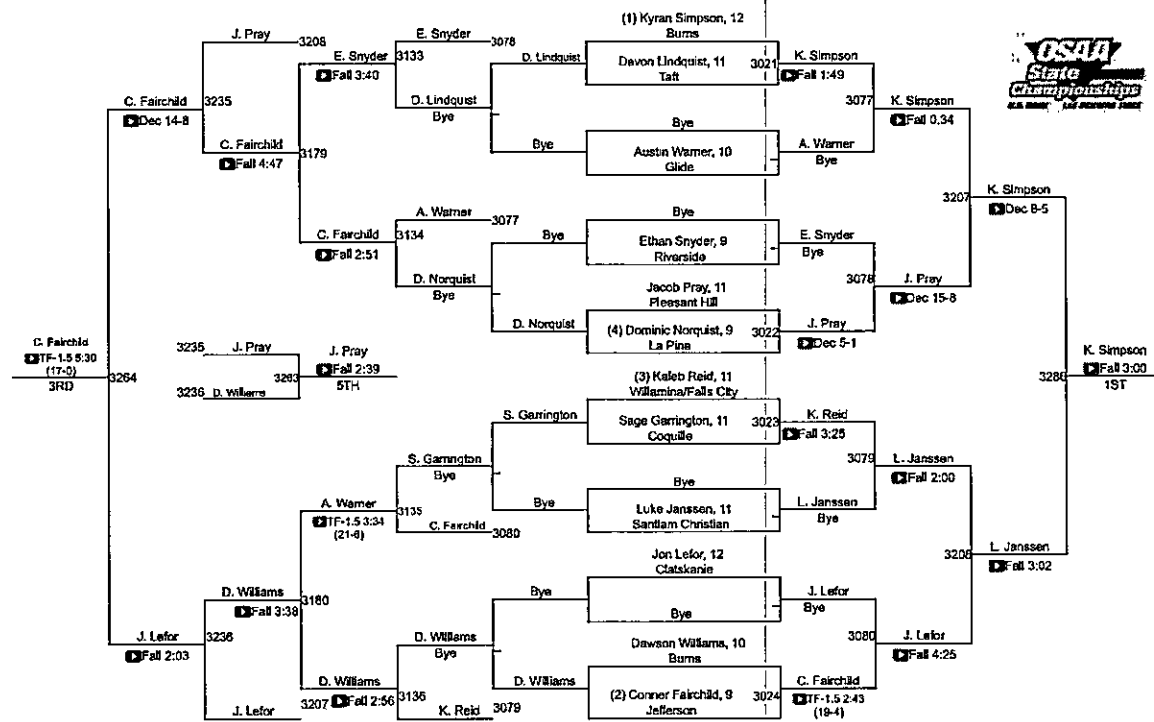 OSAA
State
Championships
J. Pray
3208
C. Fairchild
Dec 14-8
3235
C. Fairchild
Fall 4:47
E. Snyder
Fall 3:40
3179
C. Fairchild
Fall 2:51
E. Snyder
3078
3133
D. Lindquist
Bye
A. Warner
3077
3134
D. Norquist
Bye
D. Lindquist
Bye
Bye
D. Norquist
(1) Kyran Simpson, 12
Burns
Davon Lindquist, 11
Taft
3021
Bye
Austin Warner, 10
Glide
Bye
Ethan Snyder, 9
Riverside
Jacob Pray, 11
Pleasant Hill
(4) Dominic Norquist, 9
La Pine
3022
K. Simpson
Fall 1:49
3077
A. Warner
Bye
E. Snyder
Bye
3078
J. Pray
Dec 5-1
K. Simpson
Fall 0:34
3207
J. Pray
Dec 15-8
K. Simpson
Dec 8-5
C. Fairchild
TF-1.5 5:30
(17-0)
3RD
3264
3235
J. Pray
3236
D. Williams
3263
J. Pray
Fall 2:39
5TH
K. Simpson
Fall 3:00
1ST
3286
(3) Kaleb Reid, 11
Willamina/Falls City
Sage Garrington, 11
Coquille
3023
Bye
Luke Janssen, 11
Santiam Christian
Jon Lefor, 12
Clatskanie
Bye
Dawson Williams, 10
Burns
(2) Conner Fairchild, 9
Jefferson
3024
S. Garrington
Bye
Bye
D. Williams
S. Garrington
Bye
3135
C. Fairchild
3080
D. Williams
Bye
3136
K. Reid
3079
A. Warner
TF-1.5 3:34
(21-6)
3180
D. Williams
Fall 2:56
D. Williams
Fall 3:38
3236
J. Lefor
3207
J. Lefor
Fall 2:03
K. Reid
Fall 3:25
3079
L. Janssen
Bye
J. Lefor
Bye
3080
C. Fairchild
TF-1.5 2:43
(19-4)
L. Janssen
Fall 2:00
3208
J. Lefor
Fall 4:25
L. Janssen
Fall 3:02